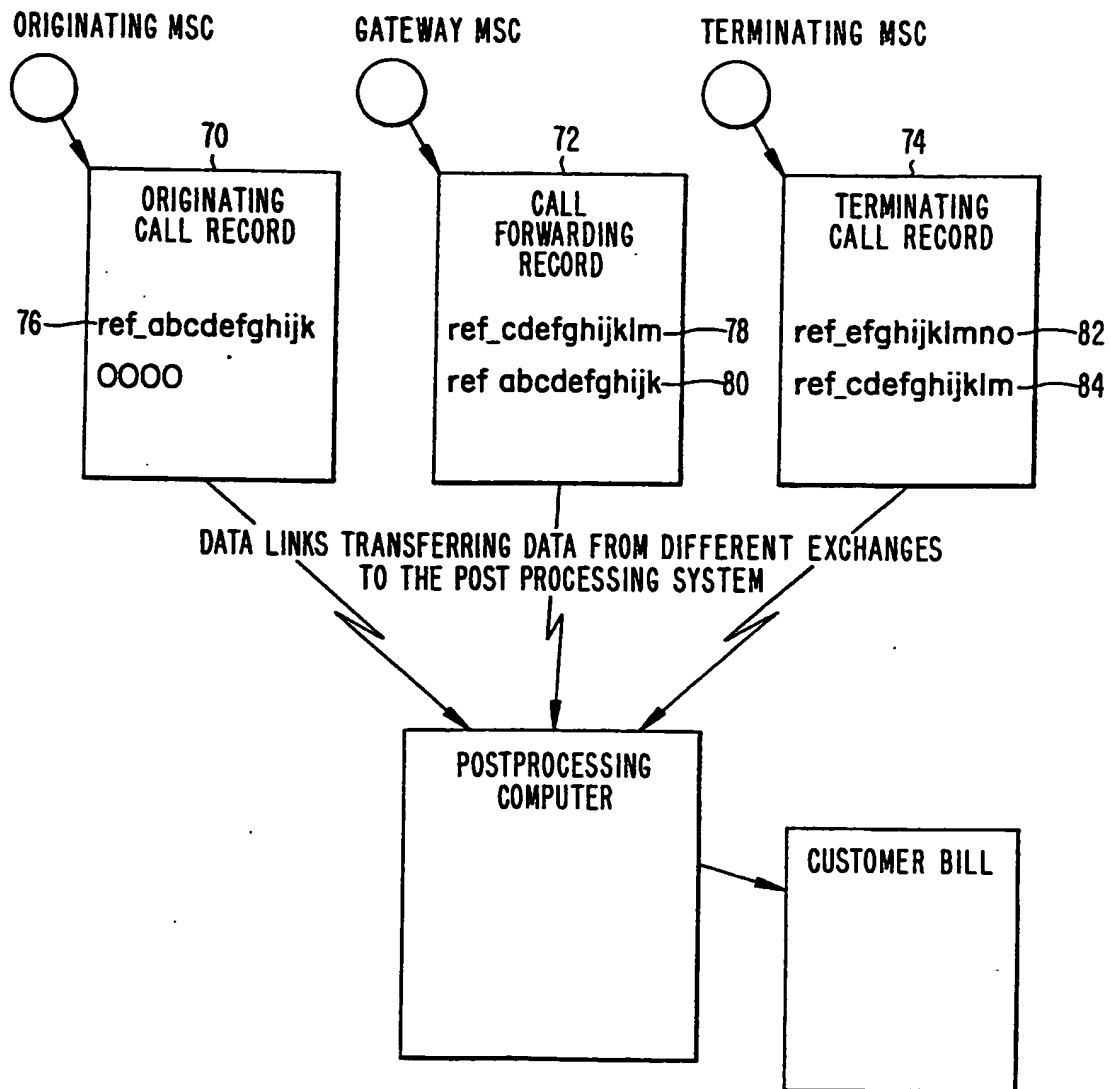 ORIGINATING MSC
GATEWAY MSC
TERMINATING MSC
70
72
74
ORIGINATING
CALL RECORD
CALL
FORWARDING
RECORD
TERMINATING
CALL RECORD
76
ref_abcdefghijk
0000
ref_cdefghijklm
78
ref abcdefghijk
80
ref_efghijklmno
82
ref_cdefghijklm
84
DATA LINKS TRANSFERRING DATA FROM DIFFERENT EXCHANGES
TO THE POST PROCESSING SYSTEM
POSTPROCESSING
COMPUTER
CUSTOMER BILL